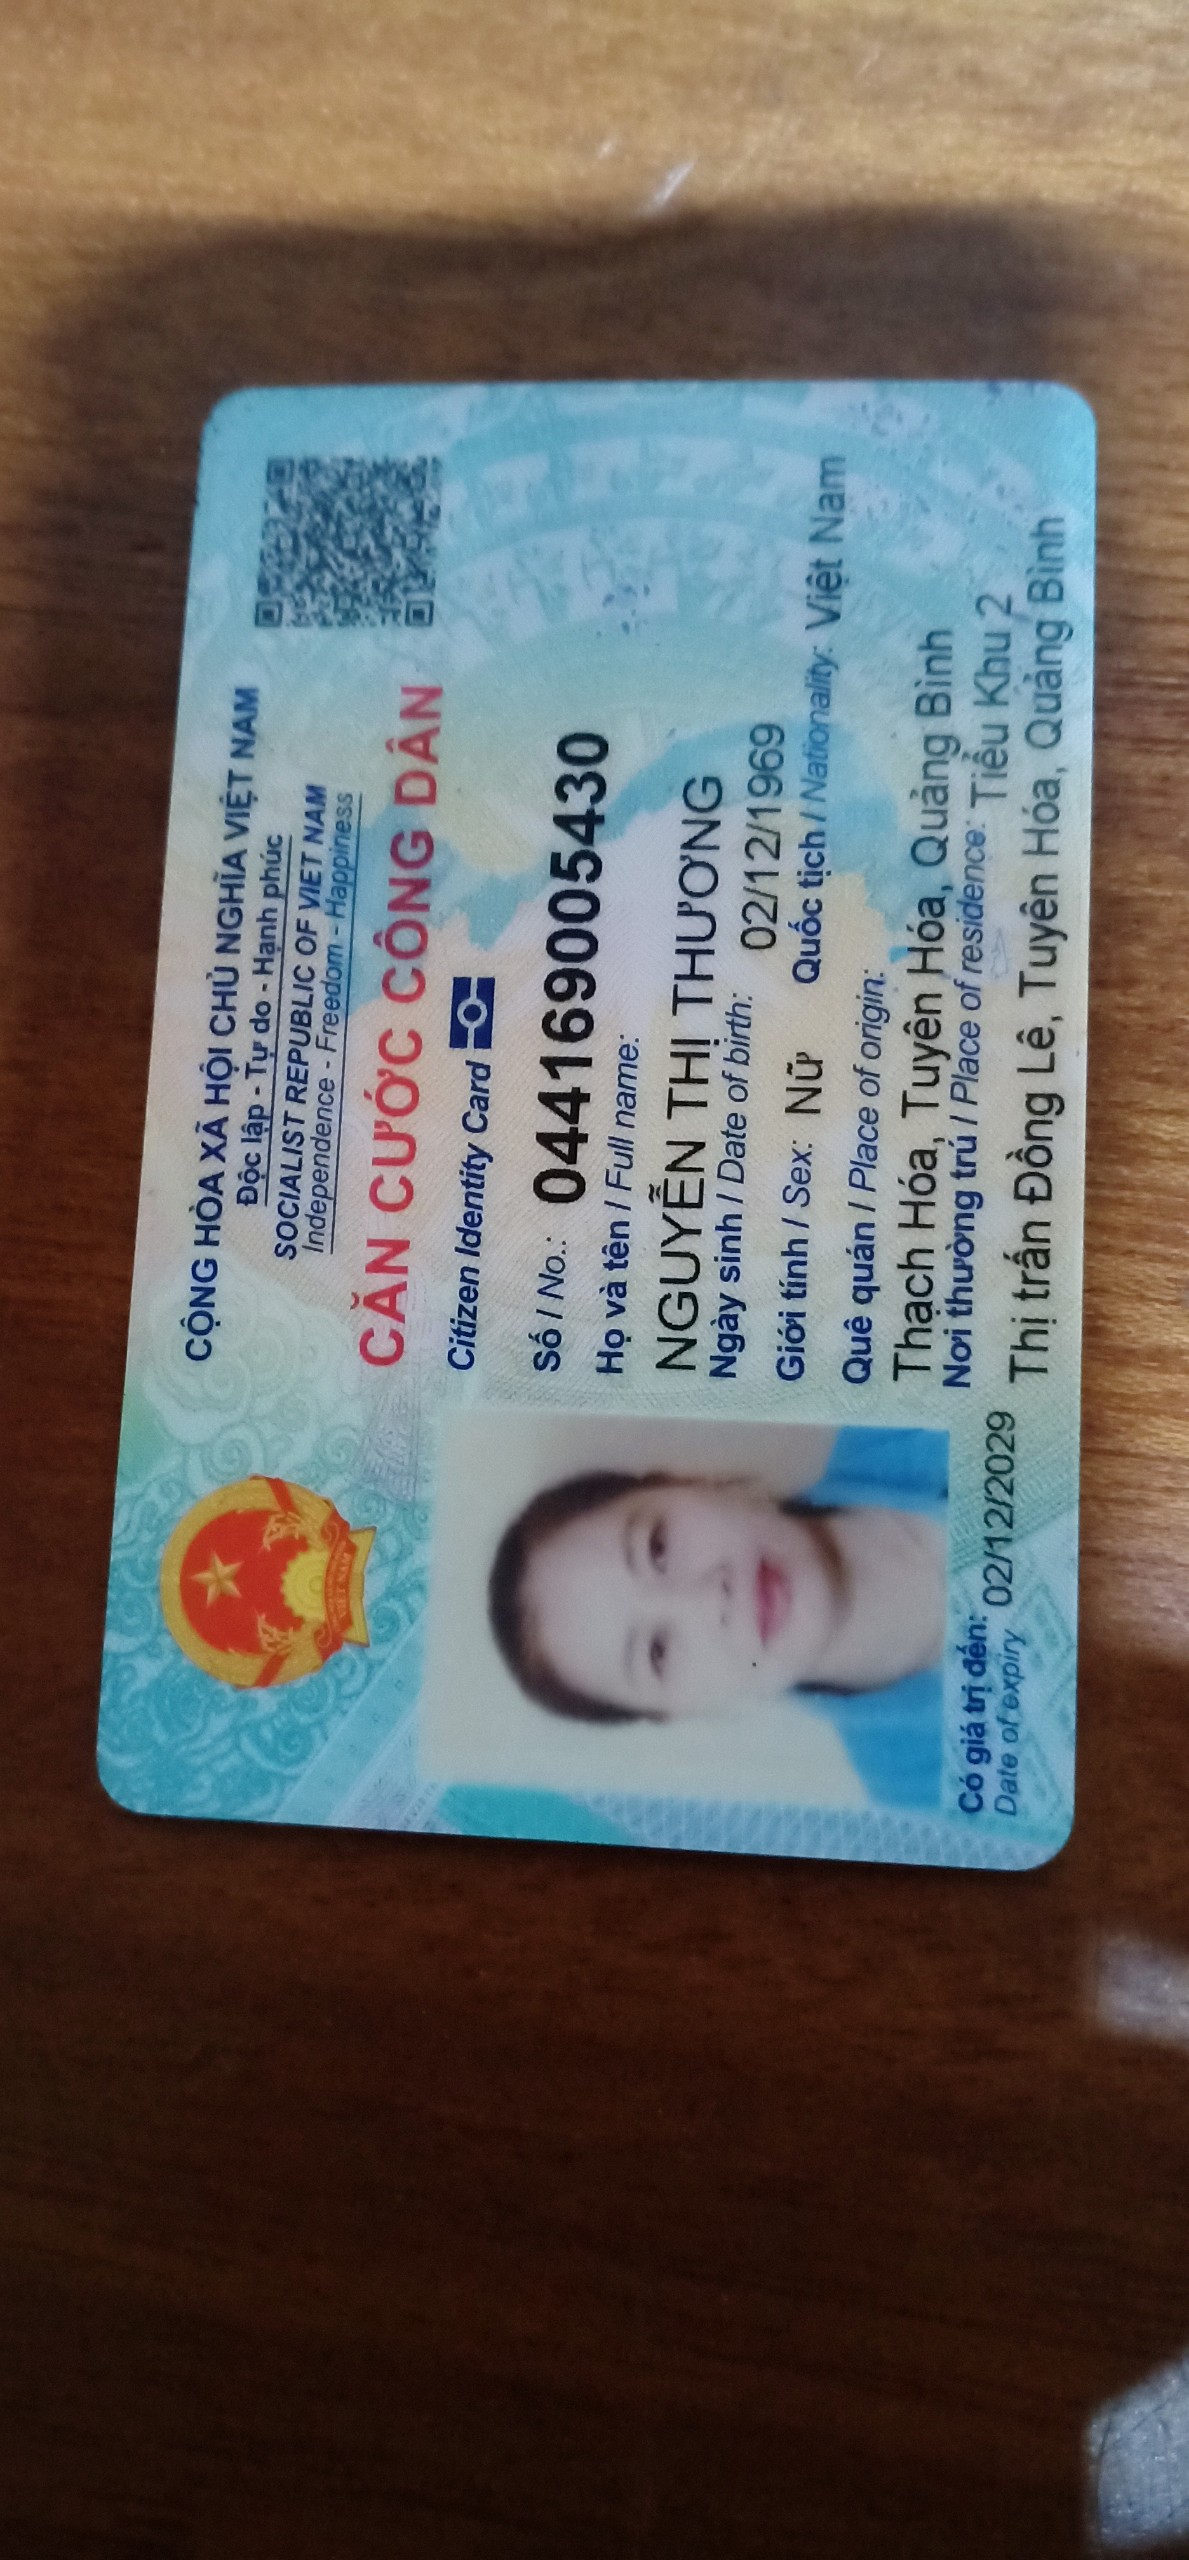 CỘNG HÒA XÃ HỘI CHỦ NGHĨA VIỆT NAM
Độc lập - Tự do - Hạnh phúc
SOCIALIST REPUBLIC OF VIET NAM
Independence - Freedom - Happiness
CĂN CƯỚC CÔNG DÂN
Citizen Identity Card
Số / No.: 044169005430
Họ và tên / Full name:
NGUYỄN THỊ THƯƠNG
Ngày sinh / Date of birth: 02/12/1969
Giới tính / Sex: Nữ Quốc tịch / Nationality: Việt Nam
Quê quán / Place of origin:
Thạch Hóa, Tuyên Hóa, Quảng Bình
Nơi thường trú / Place of residence: Tiểu Khu 2
Thị trấn Đồng Lê, Tuyên Hóa, Quảng Bình
Có giá trị đến: 02/12/2029
Date of expiry
VIỆT NAM